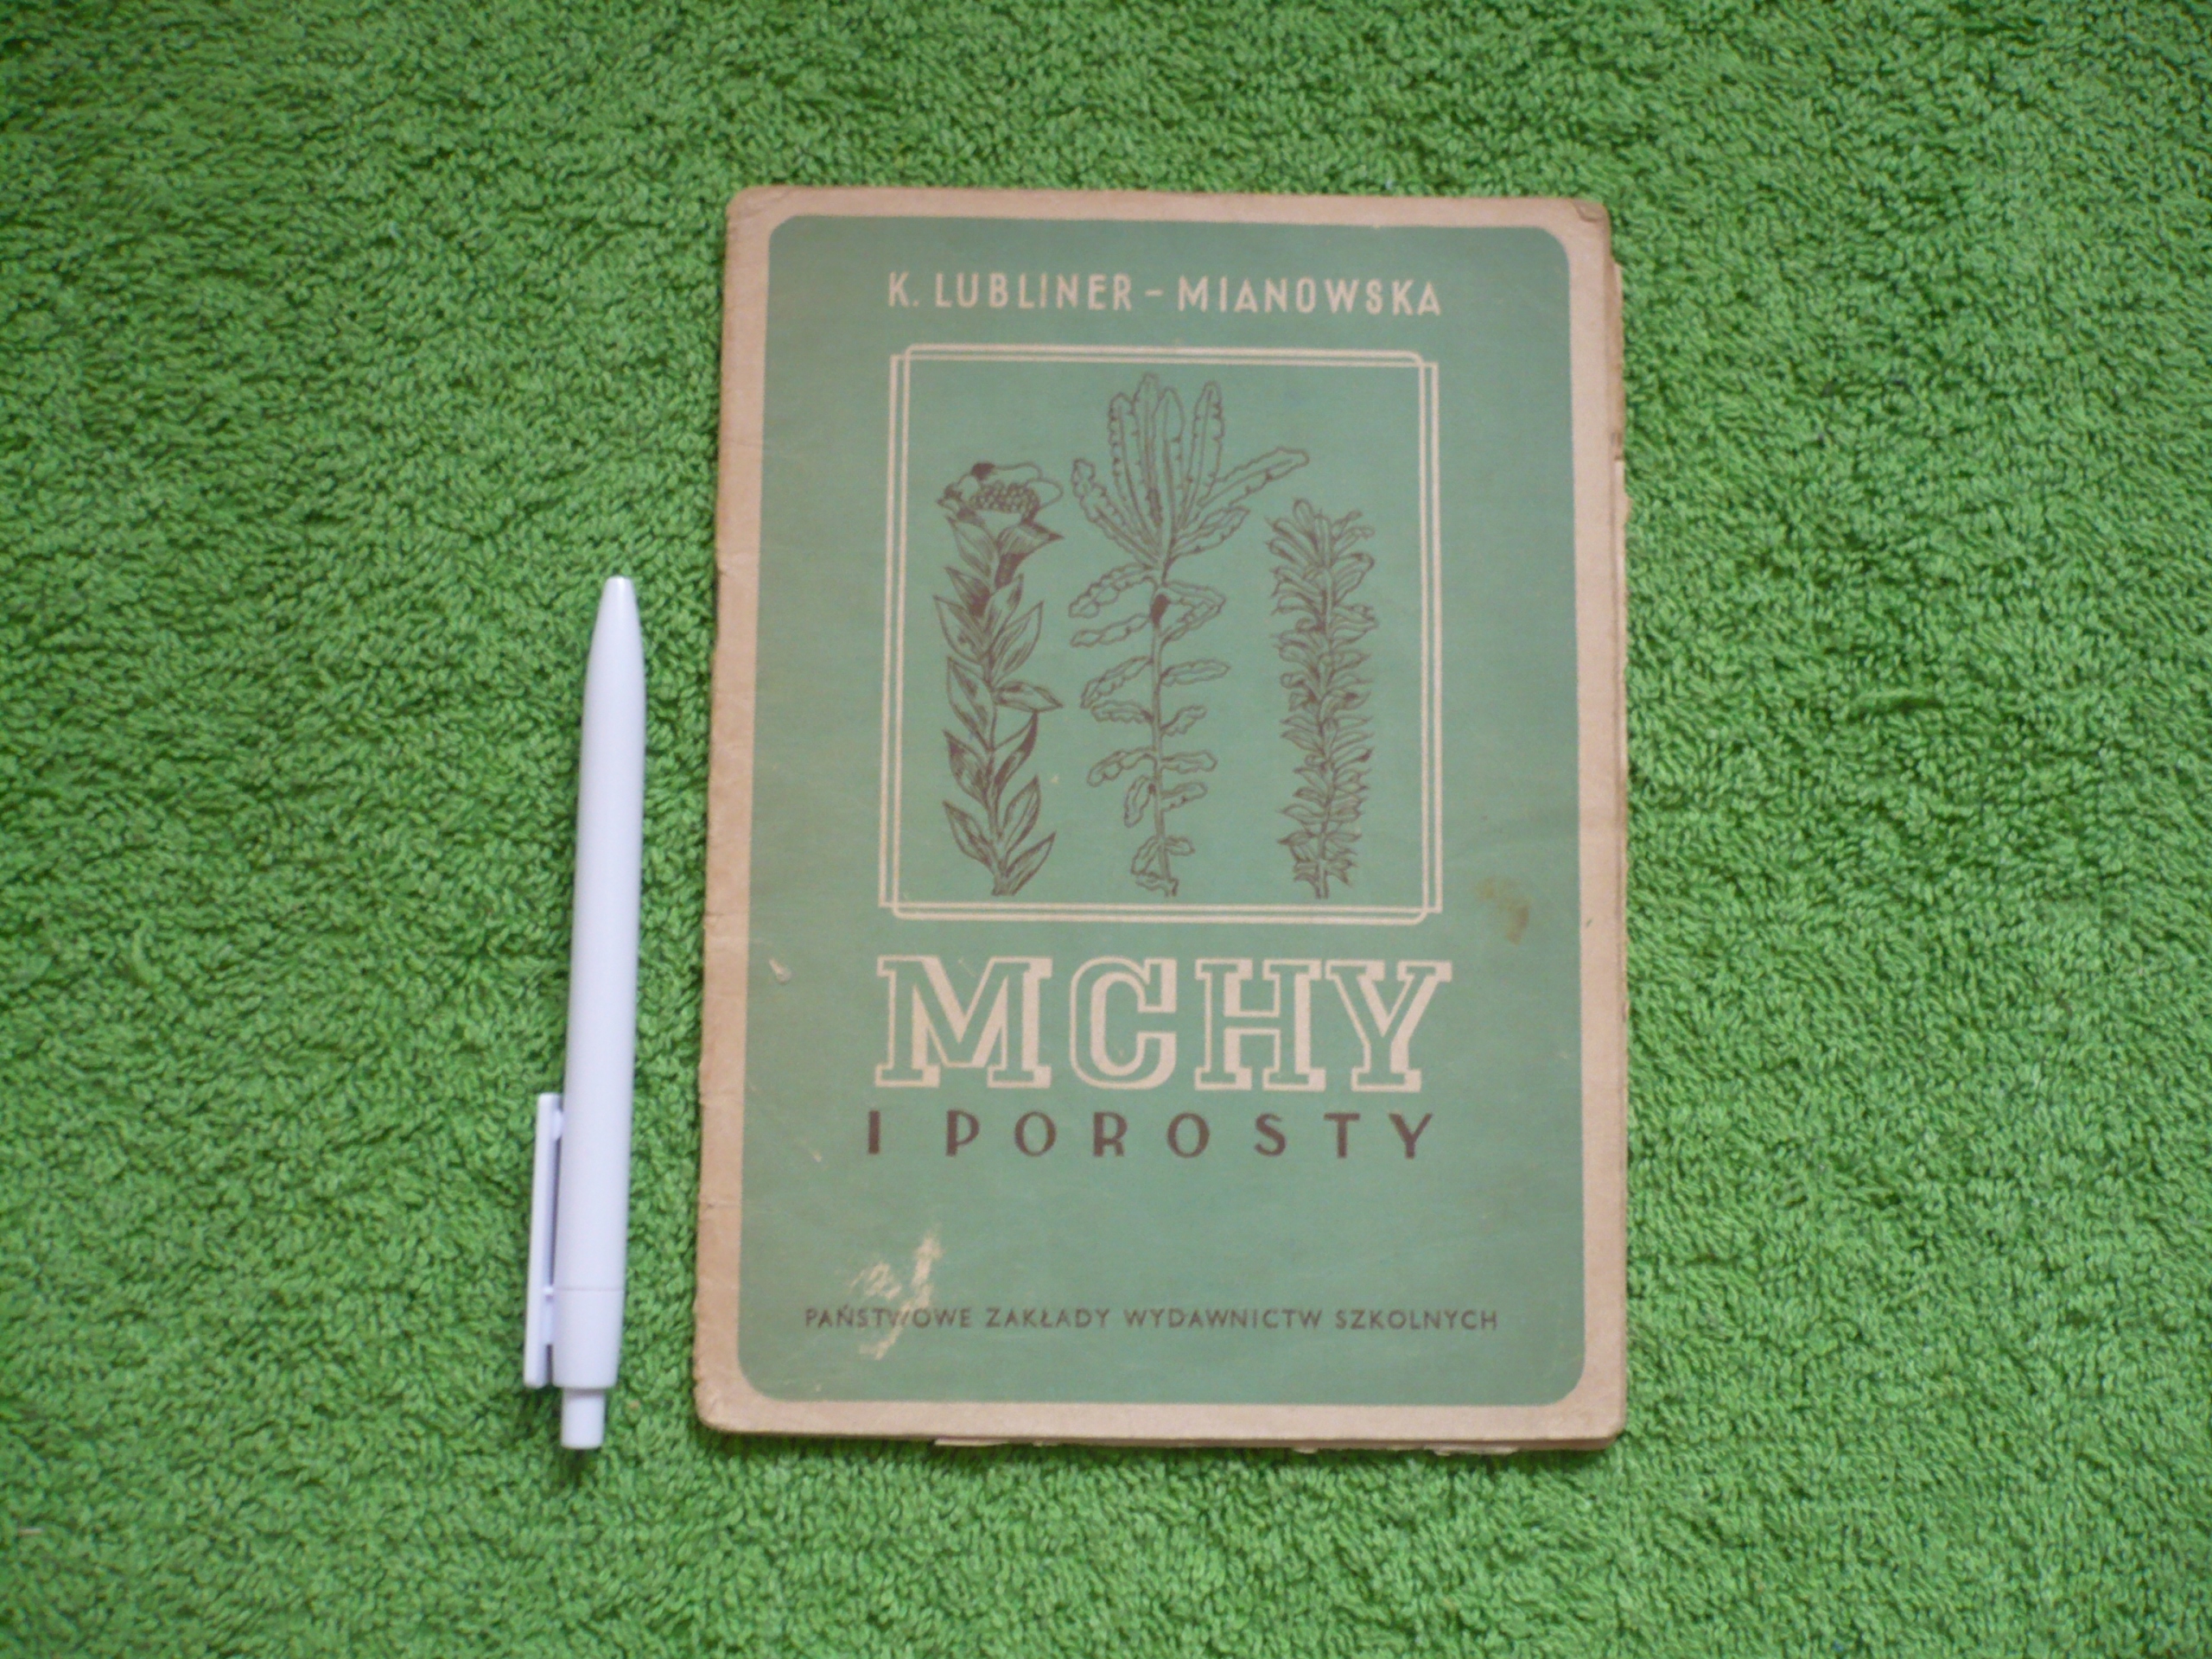 K. LUBLINER - MIANOWSKA
MCHY
I POROSTY
PAŃSTWOWE ZAKŁADY WYDAWNICTW SZKOLNYCH